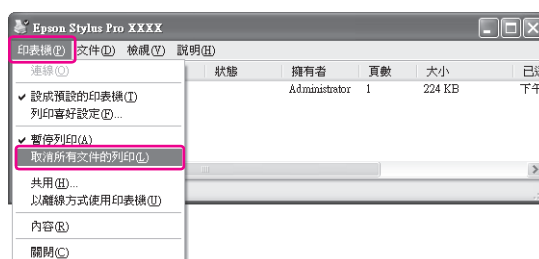 Epson Stylus Pro XXXX
印表機(P) 文件(D) 檢視(V) 說明(H)
連線(O) 狀態 擁有者 頁數 大小 已
✓ 設成預設的印表機(T) Administrator 1 224 KB 下午
列印喜好設定(F)...
✓ 暫停列印(A)
取消所有文件的列印(L)
共用(H)...
以離線方式使用印表機(U)
內容(R)
關閉(C)